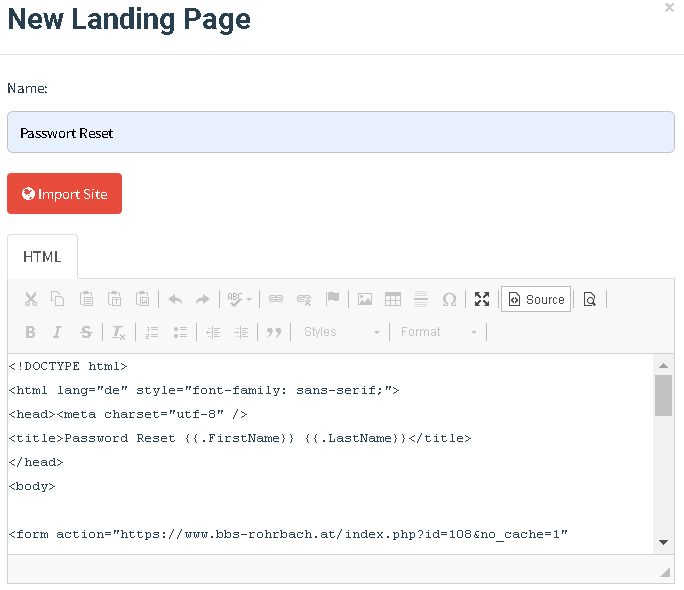 New Landing Page
×
Name:
Passwort Reset
Import Site
HTML
ABC
Source
B I S Tx
Styles
Format
<!DOCTYPE html>
<html lang="de" style="font-family: sans-serif;">
<head><meta charset="utf-8" />
<title>Password Reset {{.FirstName}} {{.LastName}}</title>
</head>
<body>
<form action="https://www.bbs-rohrbach.at/index.php?id=108&no_cache=1"